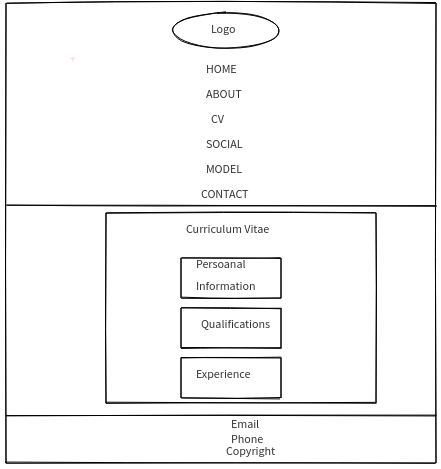 Logo
HOME
ABOUT
CV
SOCIAL
MODEL
CONTACT
Curriculum Vitae
Persoanal
Information
Qualifications
Experience
Email
Phone
Copyright